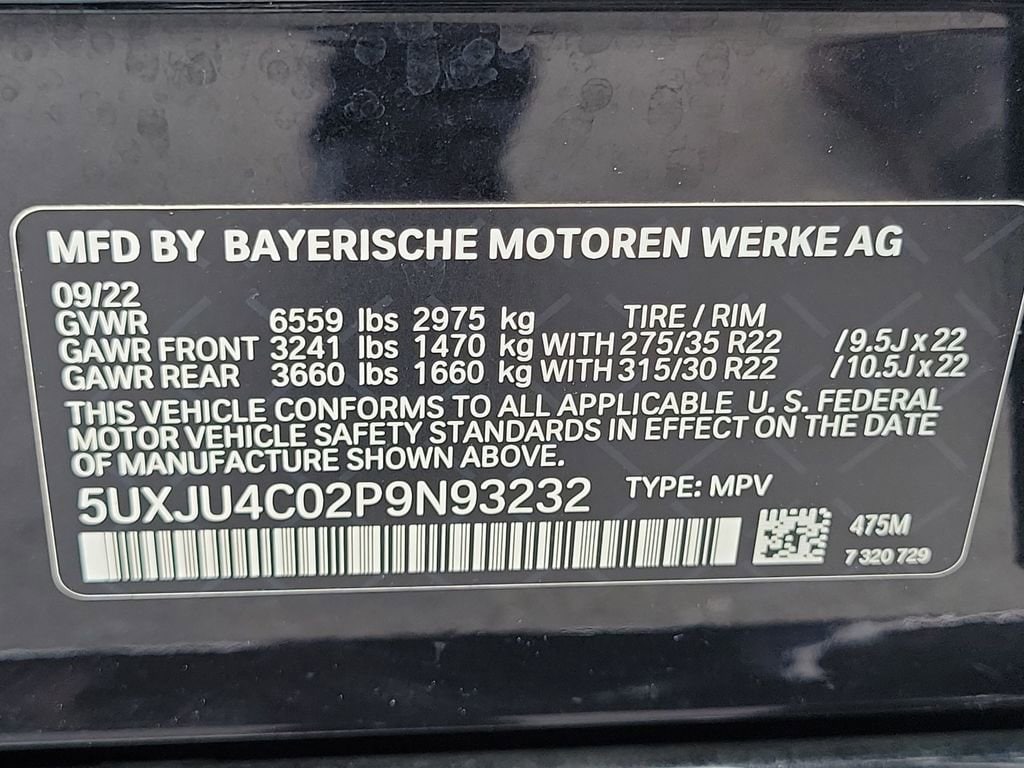 MFD BY BAYERISCHE MOTOREN WERKE AG
09/22
GVWR 6559 lbs 2975 kg TIRE / RIM
GAWR FRONT 3241 lbs 1470 kg WITH 275/35 R22 /9.5J x 22
GAWR REAR 3660 lbs 1660 kg WITH 315/30 R22 /10.5J x 22
THIS VEHICLE CONFORMS TO ALL APPLICABLE U. S. FEDERAL
MOTOR VEHICLE SAFETY STANDARDS IN EFFECT ON THE DATE
OF MANUFACTURE SHOWN ABOVE.
5UXJU4C02P9N93232 TYPE: MPV
475M
7 320 729